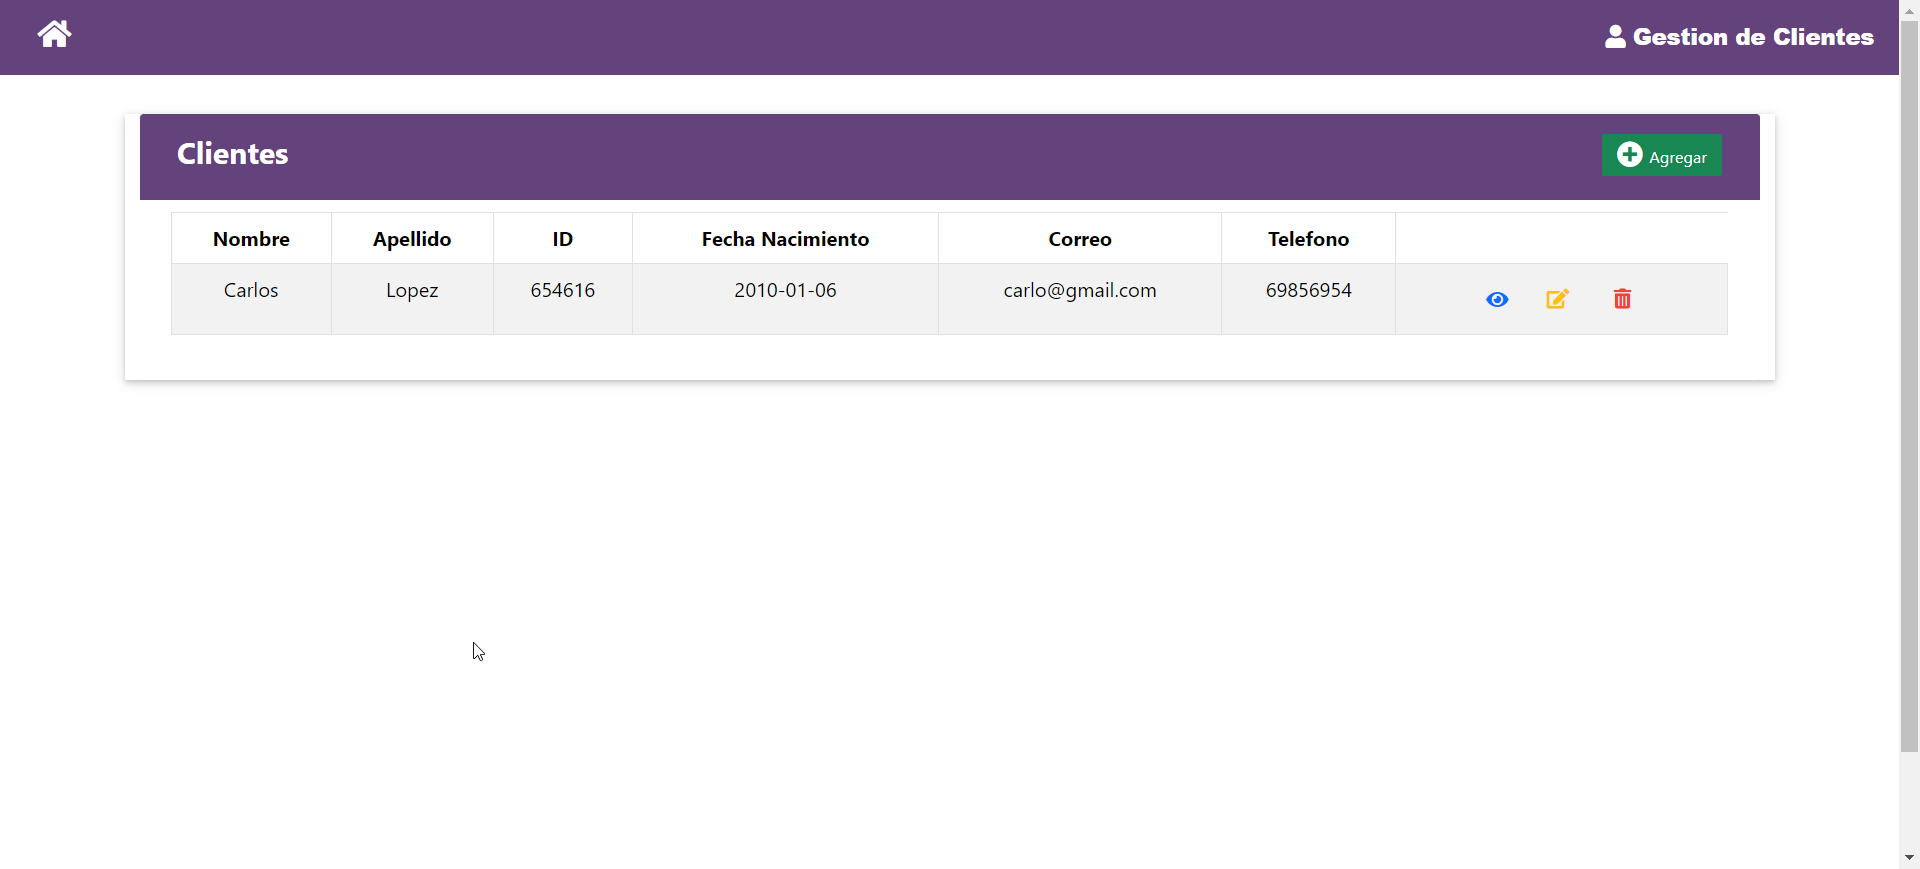 Gestion de Clientes
Clientes
Agregar
Nombre Apellido ID Fecha Nacimiento Correo Telefono
Carlos Lopez 654616 2010-01-06 carlo@gmail.com 69856954